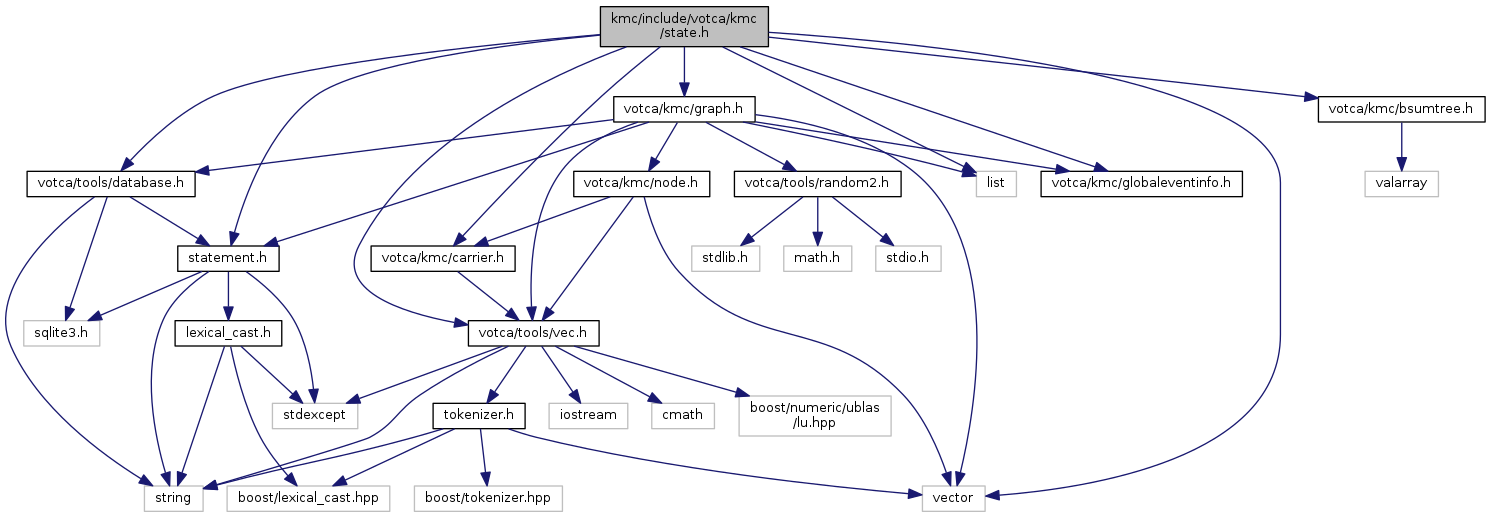 kmc/include/votca/kmc
/state.h
votca/kmc/graph.h
votca/kmc/bsumtree.h
votca/tools/database.h
votca/kmc/node.h
votca/tools/random2.h
list
votca/kmc/globaleventinfo.h
valarray
statement.h
votca/kmc/carrier.h
stdlib.h
math.h
stdio.h
sqlite3.h
lexical_cast.h
votca/tools/vec.h
stdexcept
tokenizer.h
iostream
cmath
boost/numeric/ublas
/lu.hpp
string
boost/lexical_cast.hpp
boost/tokenizer.hpp
vector